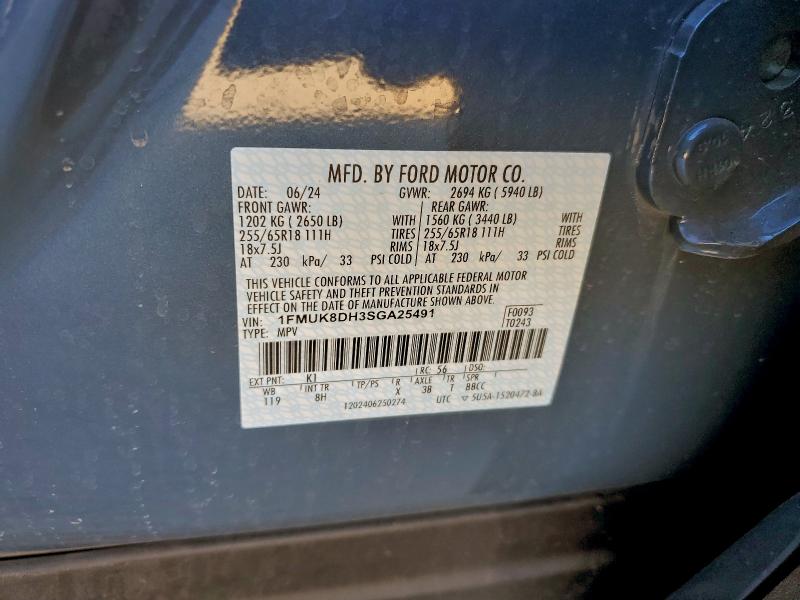 MFD. BY FORD MOTOR CO.
DATE: 06/24 GVWR: 2694 KG ( 5940 LB)
FRONT GAWR: REAR GAWR:
1202 KG ( 2650 LB) WITH 1560 KG ( 3440 LB) WITH
255/65R18 111H TIRES 255/65R18 111H TIRES
18x7.5J RIMS 18x7.5J RIMS
AT 230 kPa/ 33 PSI COLD AT 230 kPa/ 33 PSI COLD
THIS VEHICLE CONFORMS TO ALL APPLICABLE FEDERAL MOTOR
VEHICLE SAFETY AND THEFT PREVENTION STANDARDS IN
EFFECT ON THE DATE OF MANUFACTURE SHOWN ABOVE.
VIN: 1FMUK8DH3SGA25491 F0093
TYPE: MPV T0243
EXT PNT: K1 RC: 56 DSO:
WB INT TR TP/PS R AXLE TR SPR
119 8H X 38 T BBCC
1202406250274 UTC ▽ 5U5A-1520472-BA
324